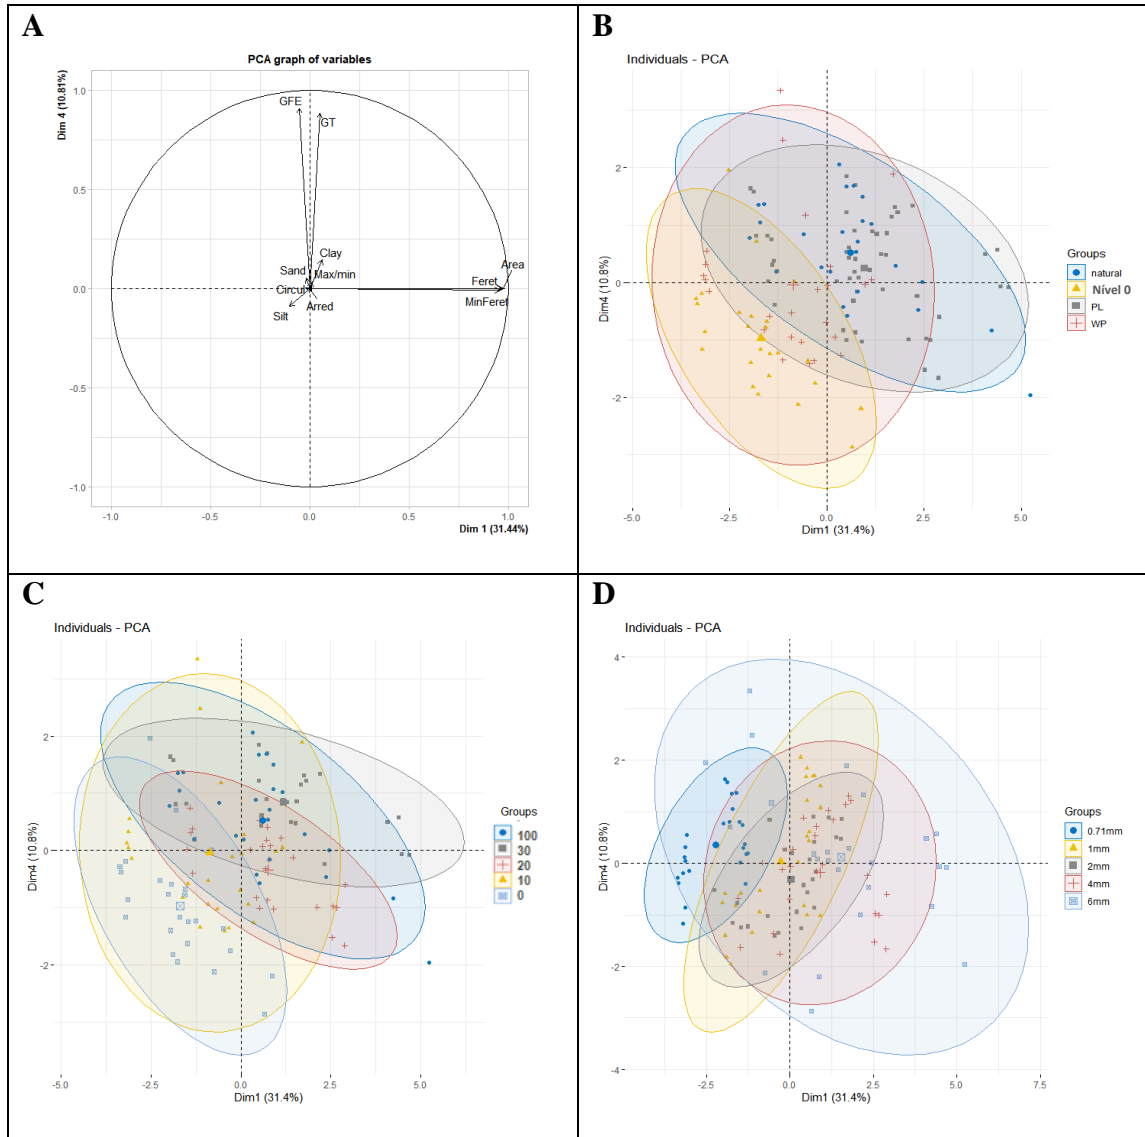 A
PCA graph of variables
Dim 4 (10.81%)
1.0
0.5
0.0
-0.5
-1.0
GFE
GT
Clay
Sand
Max/min
Circul
Arred
Silt
Area
Feret
MinFeret
-1.0
-0.5
0.0
0.5
1.0
Dim 1 (31.44%)
B
Individuals - PCA
Dim4 (10.8%)
2
0
-2
-5.0
-2.5
0.0
2.5
5.0
Dim1 (31.4%)
Groups
natural
Nível 0
PL
WP
C
Individuals - PCA
Dim4 (10.8%)
2
0
-2
-5.0
-2.5
0.0
2.5
5.0
Dim1 (31.4%)
Groups
100
30
20
10
0
D
Individuals - PCA
Dim4 (10.8%)
4
2
0
-2
-4
-2.5
0.0
2.5
5.0
7.5
Dim1 (31.4%)
Groups
0.71mm
1mm
2mm
4mm
6mm